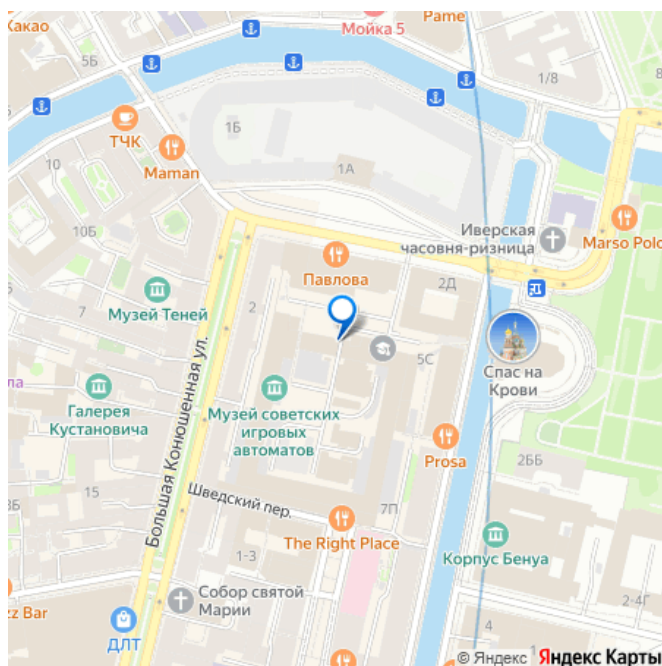 Какао
Pame
Мойка 5
5Б
1/8
ТЧК
1Б
Maman
1А
10
Иверская
часовня-ризница
Marso Polo
10Б
Павлова
2Д
Музей Теней
2
Спас на
Крови
5С
Галерея
Кустановича
Музей советских
игровых
автоматов
Большая Конюшенная ул.
Prosa
15
2ББ
Шведский пер.
7П
The Right Place
Корпус Бенуа
1-3
Собор святой
Марии
2-4Г
zz Bar
ДЛТ
4
© Яндекс Яндекс Карты